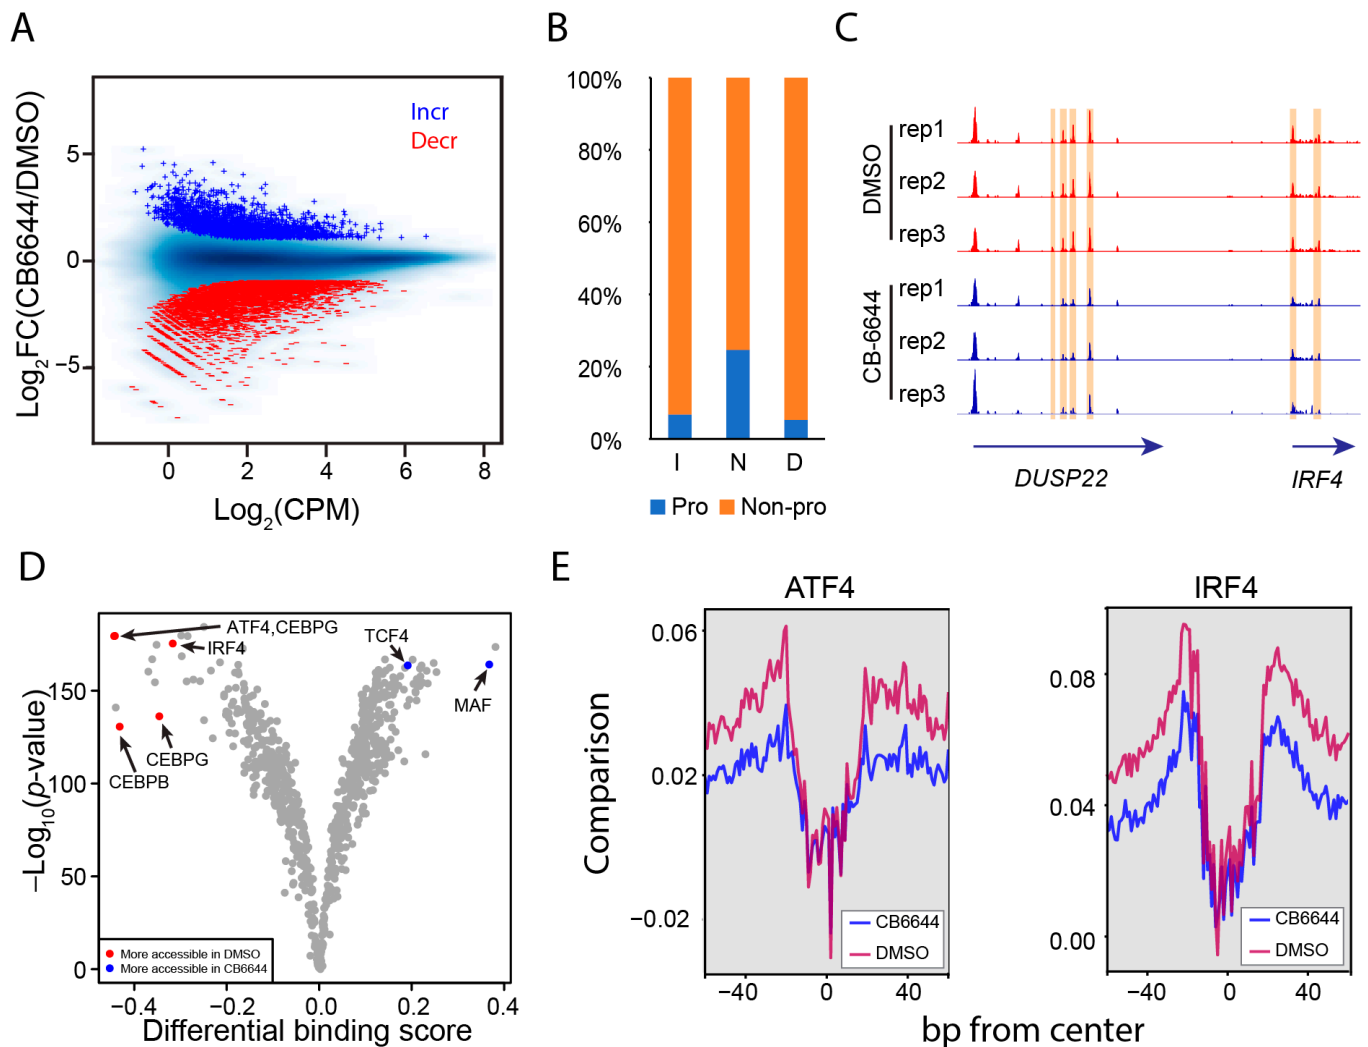 A
Log2FC(CB6644/DMSO)
5
0
−5
Incr
Decr
0 2 4 6 8
Log2(CPM)
B
100%
80%
60%
40%
20%
0%
I N D
Pro Non-pro
C
DMSO
rep1
rep2
rep3
CB-6644
rep1
rep2
rep3
DUSP22 IRF4
D
−Log10(p-value)
150
100
50
0
ATF4,CEBPG
IRF4
TCF4
MAF
CEBPG
CEBPB
More accessible in DMSO
More accessible in CB6644
−0.4 −0.2 0.0 0.2 0.4
Differential binding score
E
Comparison
ATF4
0.06
0.02
−0.02
CB6644
DMSO
−40 0 40
IRF4
0.08
0.04
0.00
CB6644
DMSO
−40 0 40
bp from center